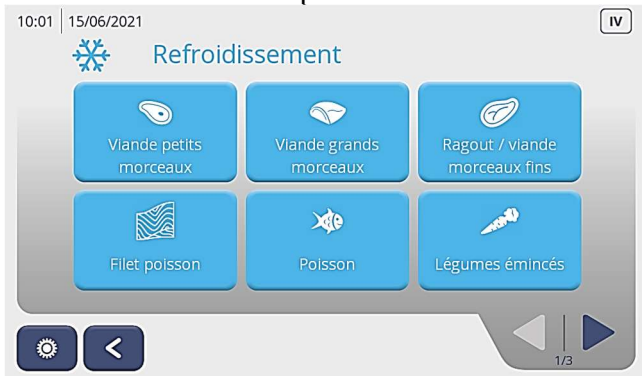 10:01 15/06/2021 IV
Refroidissement
Viande petits
morceaux
Viande grands
morceaux
Ragout / viande
morceaux fins
Filet poisson
Poisson
Légumes émincés
1/3